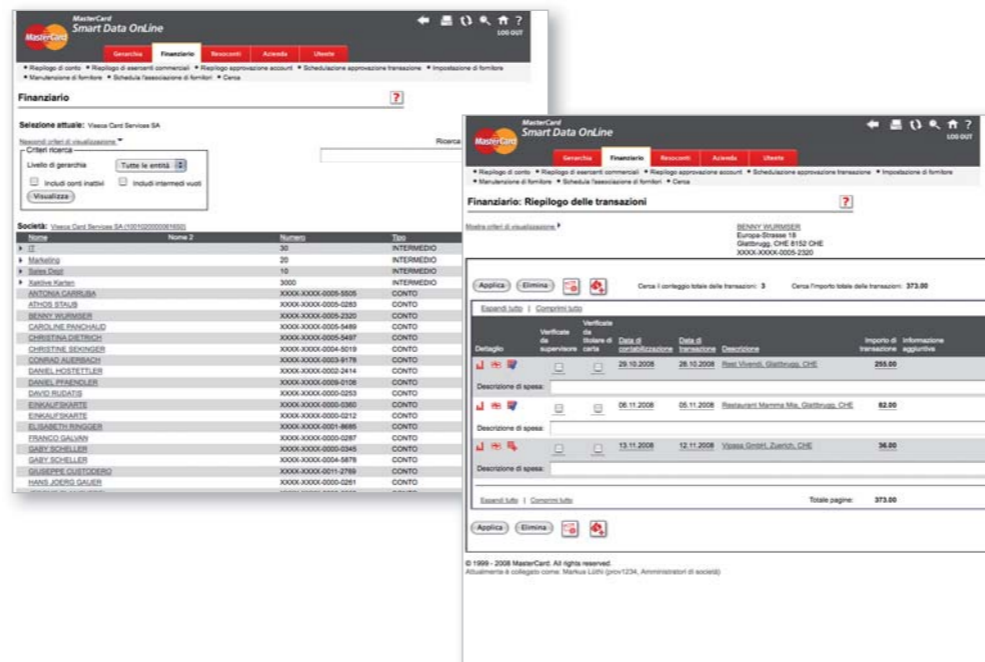 MasterCard
Smart Data OnLine
MasterCard
LOG OUT
Gerarchia Finanziario Resoconti Azienda Utente
Riepilogo di conto Riepilogo di esercenti commerciali Riepilogo approvazione account Schedulazione approvazione transazione Impostazione di fornitore
Manutenzione di fornitore Schedula l'associazione di fornitori Cerca
Finanziario
Selezione attuale: Viseca Card Services SA
Nascondi criteri di visualizzazione
Ricerca
Criteri ricerca
Livello di gerarchia Tutte le entità
Includi conti inattivi Includi intermedi vuoti
Visualizza
Società: Viseca Card Services SA
Nome Nome 2 Numero Tipo
IT 30 INTERMEDIO
Marketing 20 INTERMEDIO
Sales Dept 10 INTERMEDIO
Xaktive Karten 3000 INTERMEDIO
ANTONIA CARRUBA XXXX-XXXX-0005-5505 CONTO
ATHOS STAUB XXXX-XXXX-0005-0283 CONTO
BENNY WURMSER XXXX-XXXX-0005-2320 CONTO
CAROLINE PANCHAUD XXXX-XXXX-0005-5489 CONTO
CHRISTINA DIETRICH XXXX-XXXX-0005-5497 CONTO
CHRISTINE SEKINGER XXXX-XXXX-0004-5019 CONTO
CONRAD AUERBACH XXXX-XXXX-0003-9178 CONTO
DANIEL HOSTETTLER XXXX-XXXX-0002-2414 CONTO
DANIEL PFAENDLER XXXX-XXXX-0009-0108 CONTO
DAVID RUDATIS XXXX-XXXX-0000-0253 CONTO
EINKAUFSKARTE XXXX-XXXX-0000-0360 CONTO
EINKAUFSKARTE XXXX-XXXX-0000-0212 CONTO
ELISABETH RINGGER XXXX-XXXX-0001-8685 CONTO
FRANCO GALVAN XXXX-XXXX-0000-0287 CONTO
GABY SCHELLER XXXX-XXXX-0000-0345 CONTO
GABY SCHELLER XXXX-XXXX-0004-5876 CONTO
GIUSEPPE CUSTODERO XXXX-XXXX-0011-2769 CONTO
HANS JOERG GAUER XXXX-XXXX-0000-0261 CONTO
MasterCard
Smart Data OnLine
MasterCard
LOG OUT
Gerarchia Finanziario Resoconti Azienda Utente
Riepilogo di conto Riepilogo di esercenti commerciali Riepilogo approvazione account Schedulazione approvazione transazione Impostazione di fornitore
Manutenzione di fornitore Schedula l'associazione di fornitori Cerca
Finanziario: Riepilogo delle transazioni
Mostra criteri di visualizzazione
BENNY WURMSER
Europa-Strasse 18
Glattbrugg, CHE 8152 CHE
XXXX-XXXX-0005-2320
Applica Elimina Cerca il conteggio totale delle transazioni: 3 Cerca l'importo totale delle transazioni: 373.00
Espandi tutto | Comprimi tutto
Dettaglio Verificate da supervisore Verificate da titolare di carta Data di contabilizzazione Data di transazione Descrizione Importo di transazione Informazione aggiuntiva
29.10.2008 28.10.2008 Rest Vivendi, Glattbrugg, CHE 255.00
Descrizione di spesa:
06.11.2008 05.11.2008 Restaurant Mamma Mia, Glattbrugg, CHE 82.00
Descrizione di spesa:
13.11.2008 12.11.2008 Vipass GmbH, Zuerich, CHE 36.00
Descrizione di spesa:
Espandi tutto | Comprimi tutto Totale pagine: 373.00
Applica Elimina
© 1999 - 2008 MasterCard. All rights reserved.
Attualmente è collegato come: Markus Lüthi (prov1234, Amministratori di società)